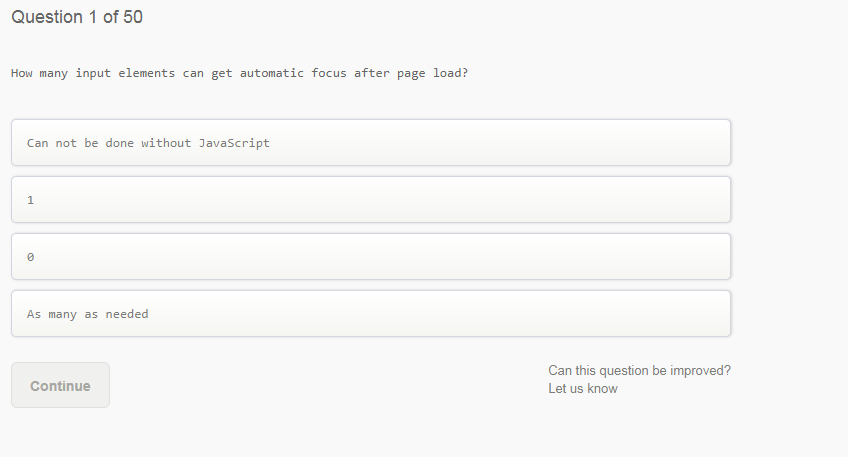 Question 1 of 50
How many input elements can get automatic focus after page load?
Can not be done without JavaScript
1
0
As many as needed
Continue
Can this question be improved?
Let us know